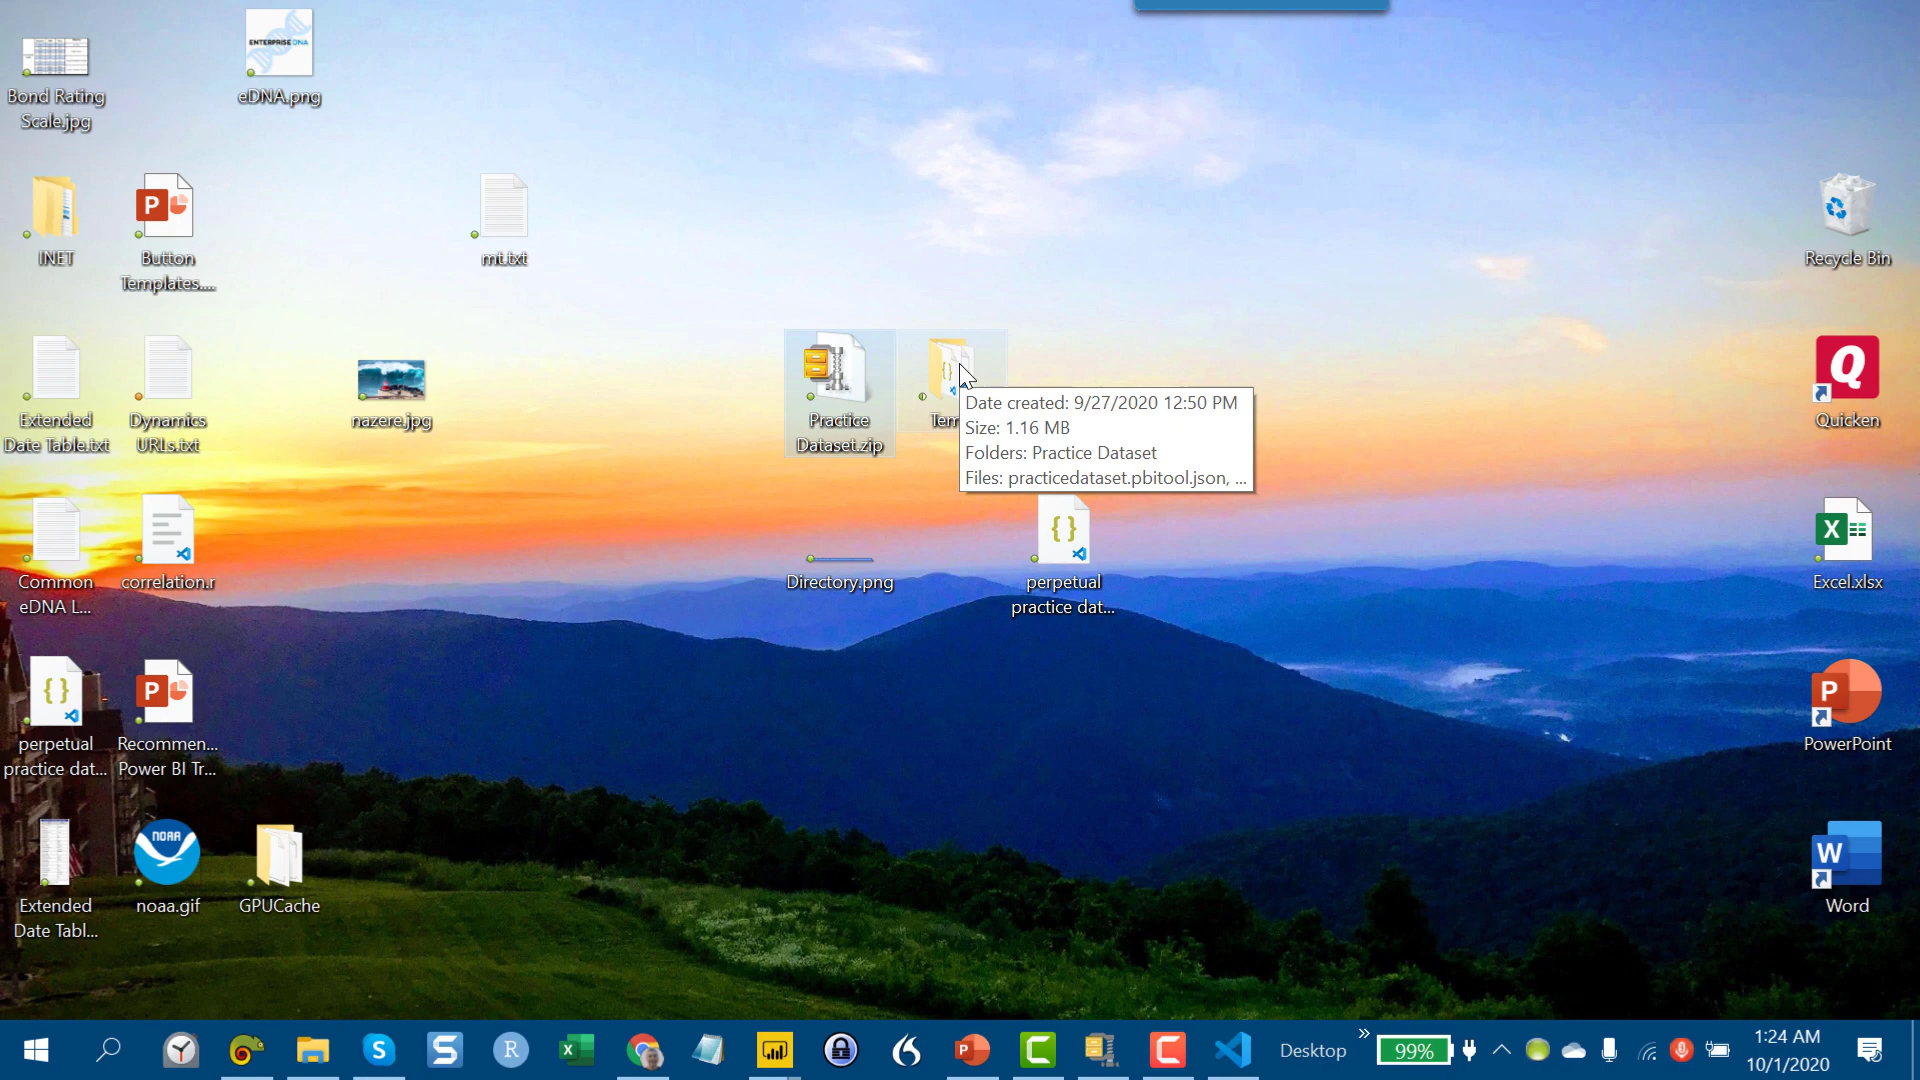 Bond Rating
Scale.jpg
ENTERPRISE DNA
eDNA.png
INET
P
Button
Templates....
mt.txt
Recycle Bin
Extended
Date Table.txt
Dynamics
URLs.txt
nazere.jpg
Practice
Dataset.zip
Tem
Date created: 9/27/2020 12:50 PM
Size: 1.16 MB
Folders: Practice Dataset
Files: practicedataset.pbitool.json, ...
Q
Quicken
Common
eDNA L...
correlation.r
Directory.png
{ }
perpetual
practice dat...
X
Excel.xlsx
{ }
perpetual
practice dat...
P
Recommen...
Power BI Tr...
P
PowerPoint
Extended
Date Tabl...
NOAA
noaa.gif
GPUCache
W
Word
S
S
R
X
P
C
C
Desktop
»
99%
1:24 AM
10/1/2020